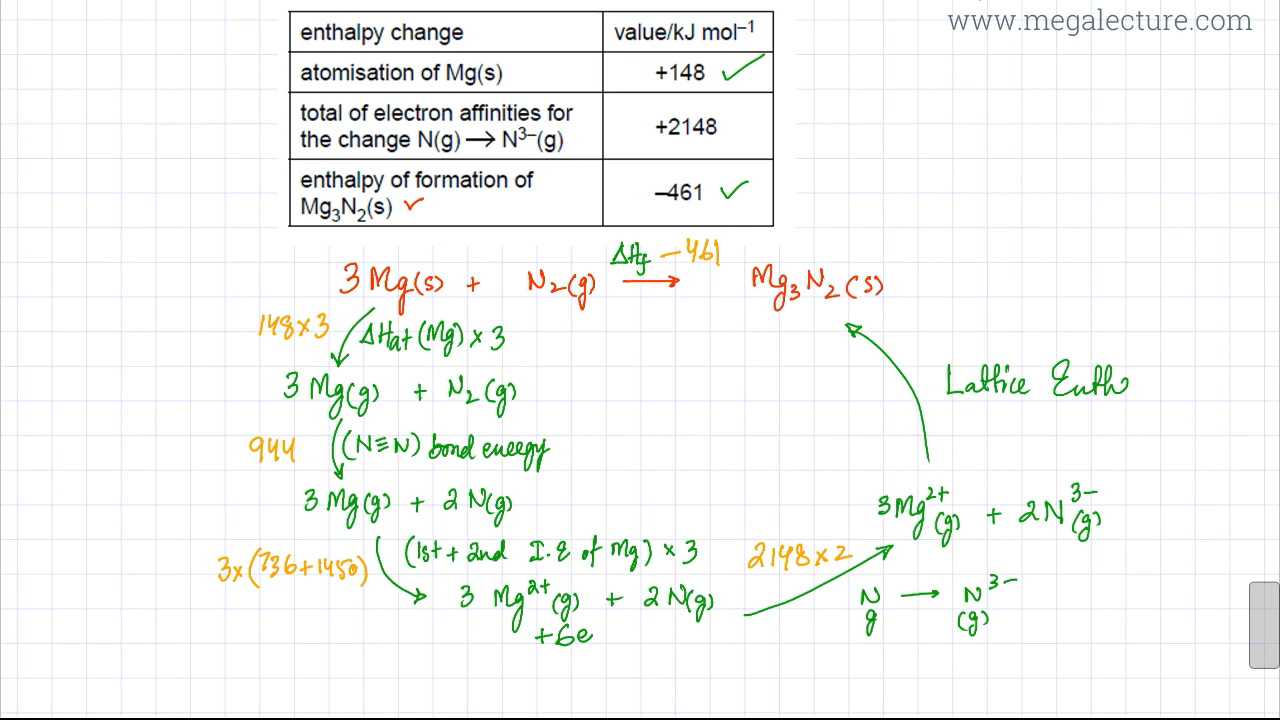 www.megalecture.com
enthalpy change value/kJ mol⁻¹
atomisation of Mg(s) +148 ✓
total of electron affinities for
the change N(g) → N³⁻(g) +2148
enthalpy of formation of
Mg₃N₂(s) ✓ –461 ✓
ΔHf – 461
3 Mg(s) + N₂(g) → Mg₃N₂(s)
148×3 ΔHat (Mg) × 3
3 Mg(g) + N₂(g)
Lattice Enth
944 (N≡N) bond energy
3 Mg(g) + 2 N(g)
3Mg²⁺(g) + 2N³⁻(g)
3×(736+1450) (1st + 2nd I.E of Mg) × 3 2148×2
3 Mg²⁺(g) + 2N(g)
+6e
N g → N³⁻ (g)